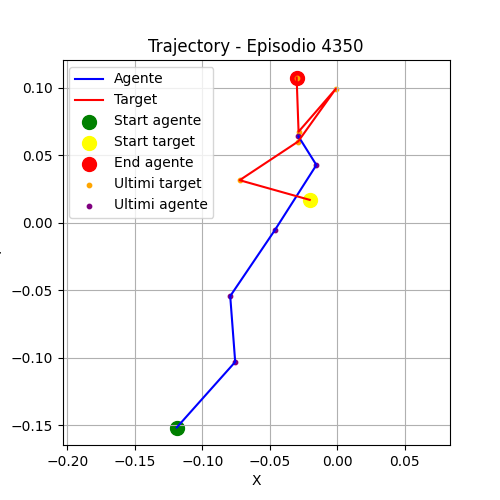 Trajectory - Episodio 4350
Agente
Target
Start agente
Start target
End agente
Ultimi target
Ultimi agente
0.10
0.05
0.00
−0.05
−0.10
−0.15
−0.20
−0.15
−0.10
−0.05
0.00
0.05
X